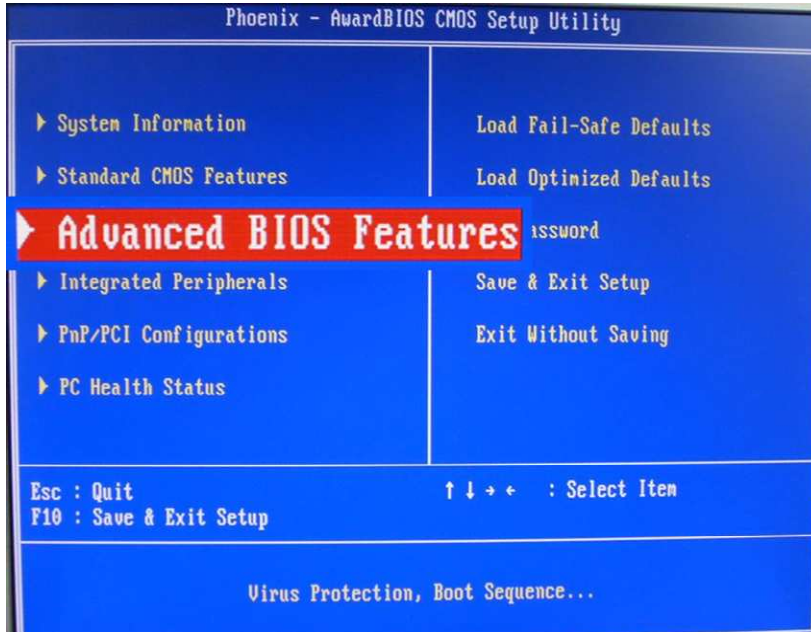 Phoenix - AwardBIOS CMOS Setup Utility
System Information
Standard CMOS Features
Advanced BIOS Features
Integrated Peripherals
PnP/PCI Configurations
PC Health Status
Load Fail-Safe Defaults
Load Optimized Defaults
Save & Exit Setup
Exit Without Saving
Esc : Quit
F10 : Save & Exit Setup
↑ ↓ → ← : Select Item
Virus Protection, Boot Sequence...